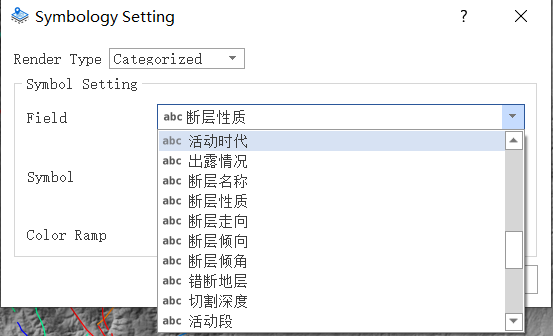 Symbology Setting
?
Render Type Categorized
Symbol Setting
Field abc 断层性质
abc 活动时代
abc 出露情况
Symbol abc 断层名称
abc 断层性质
abc 断层走向
Color Ramp abc 断层倾向
abc 断层倾角
abc 错断地层
abc 切割深度
abc 活动段